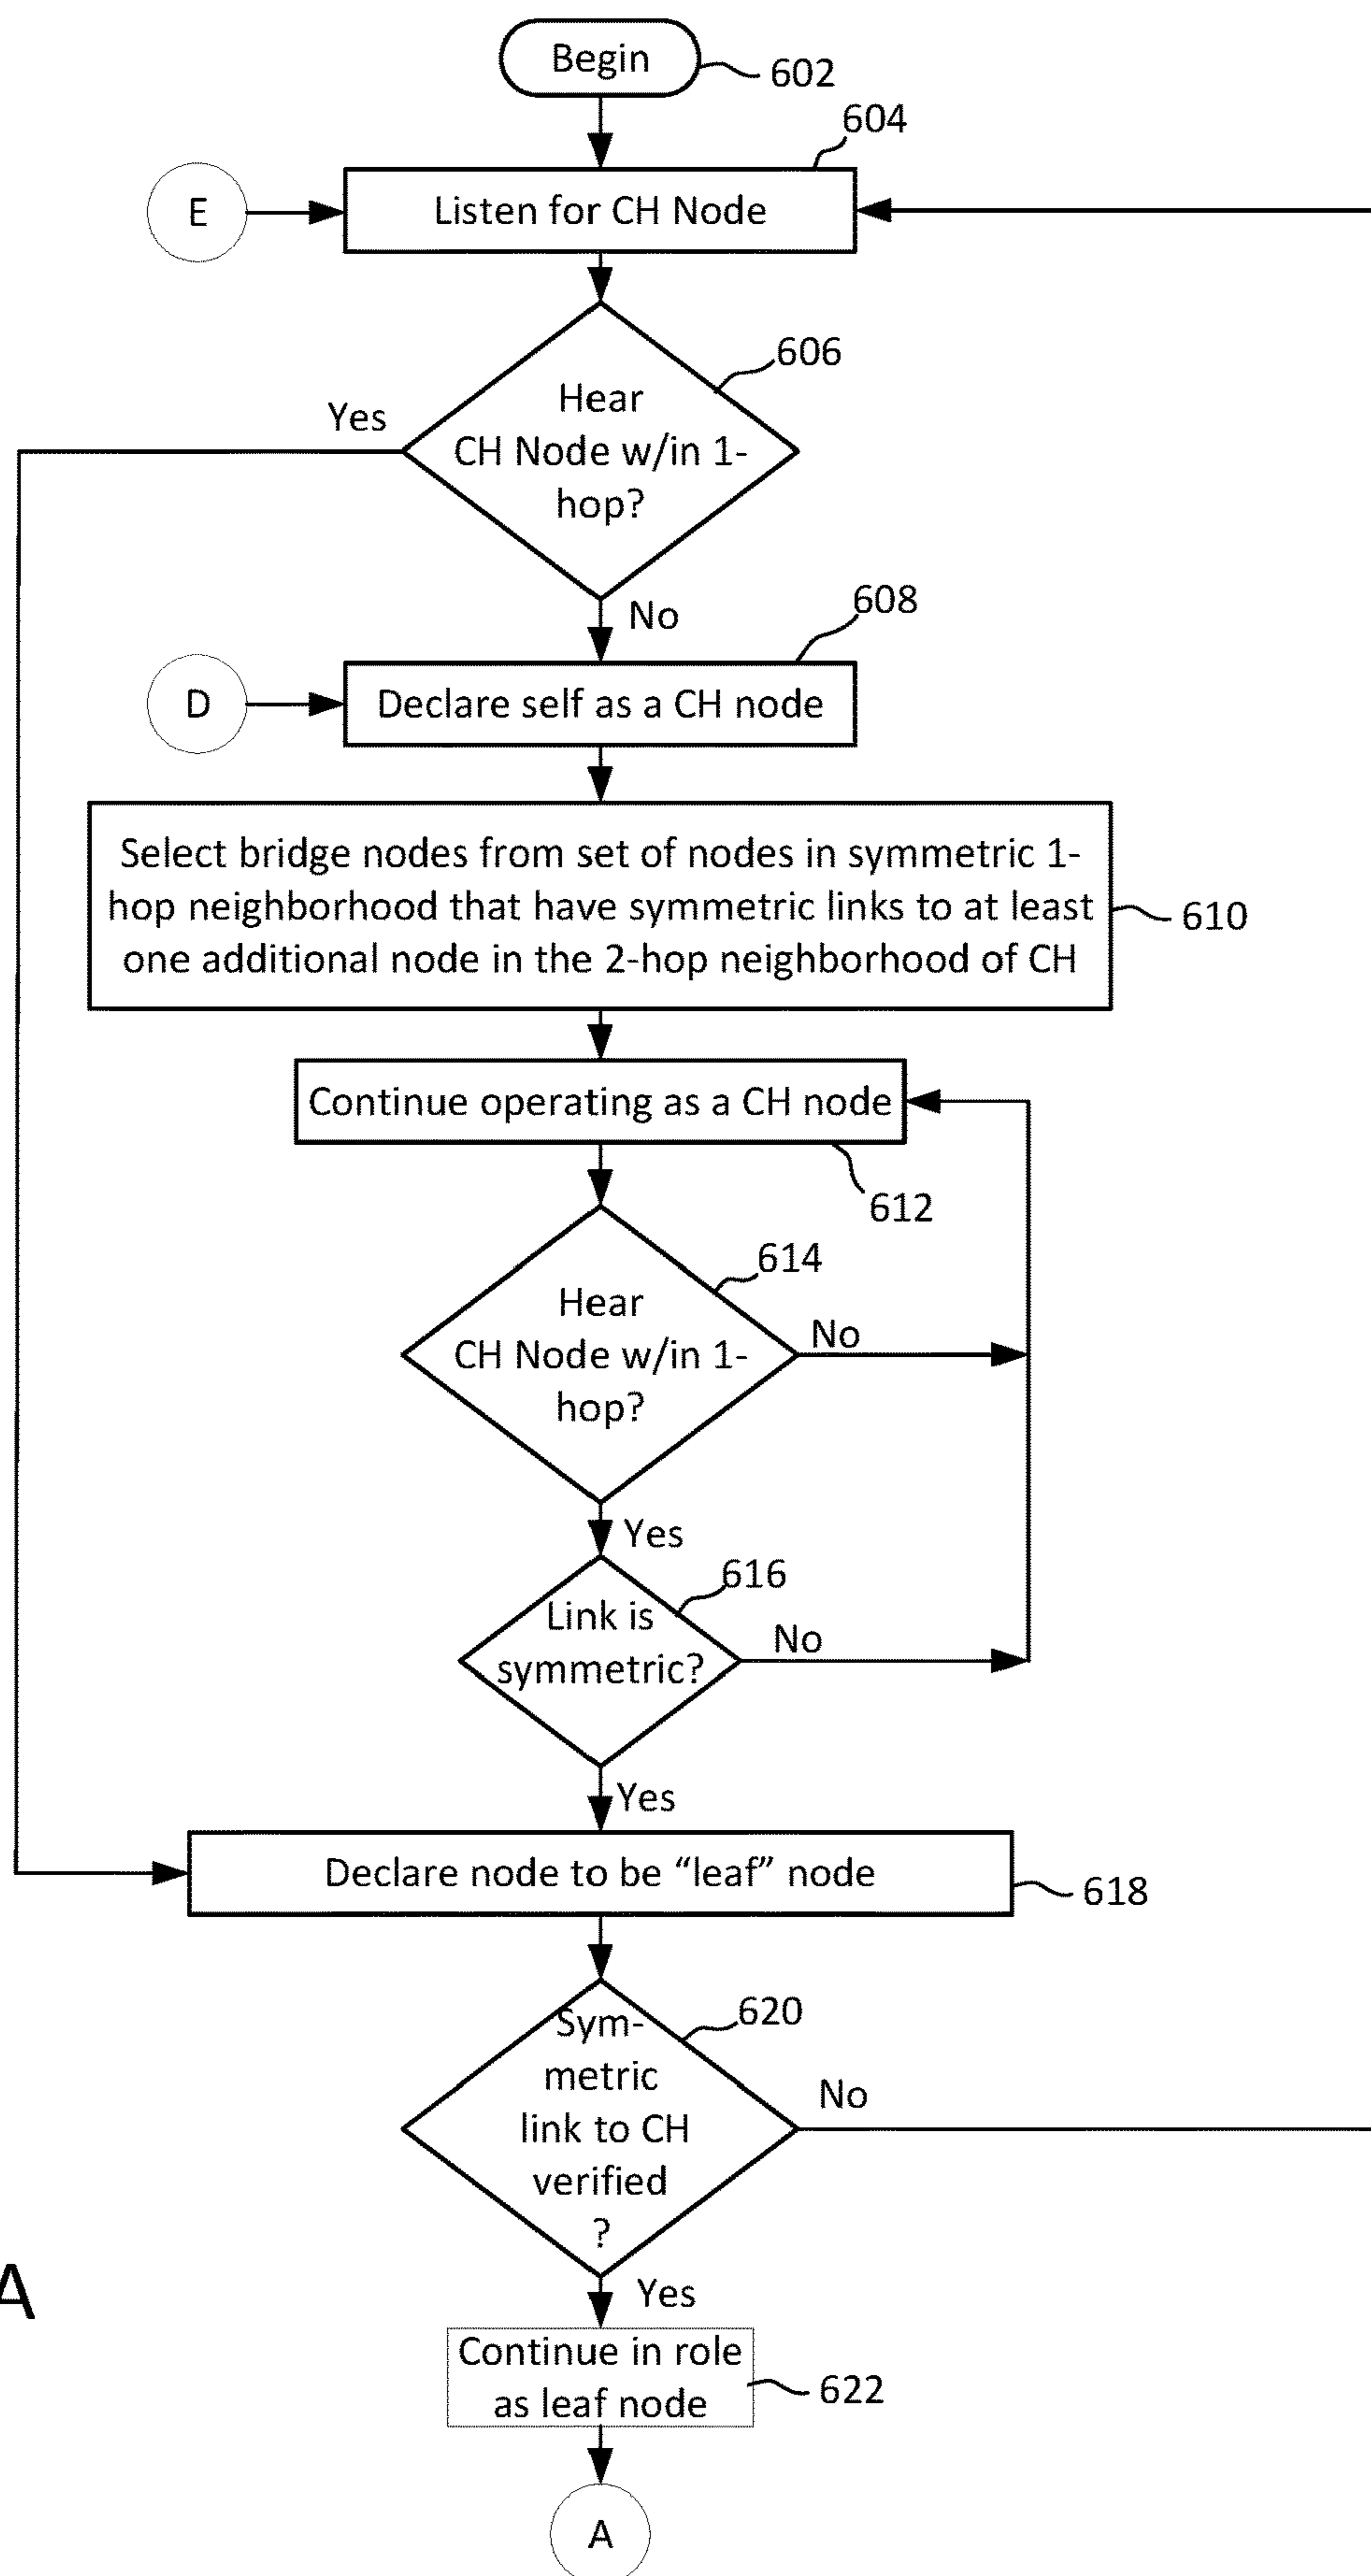 Begin
602
604
E
Listen for CH Node
606
Yes
Hear
CH Node w/in 1-
hop?
No
608
D
Declare self as a CH node
Select bridge nodes from set of nodes in symmetric 1-
hop neighborhood that have symmetric links to at least
one additional node in the 2-hop neighborhood of CH
610
Continue operating as a CH node
612
614
Hear
CH Node w/in 1-
hop?
No
Yes
616
Link is
symmetric?
No
Yes
Declare node to be “leaf” node
618
620
Sym-
metric
link to CH
verified
?
No
Yes
A
Continue in role
as leaf node
622
A